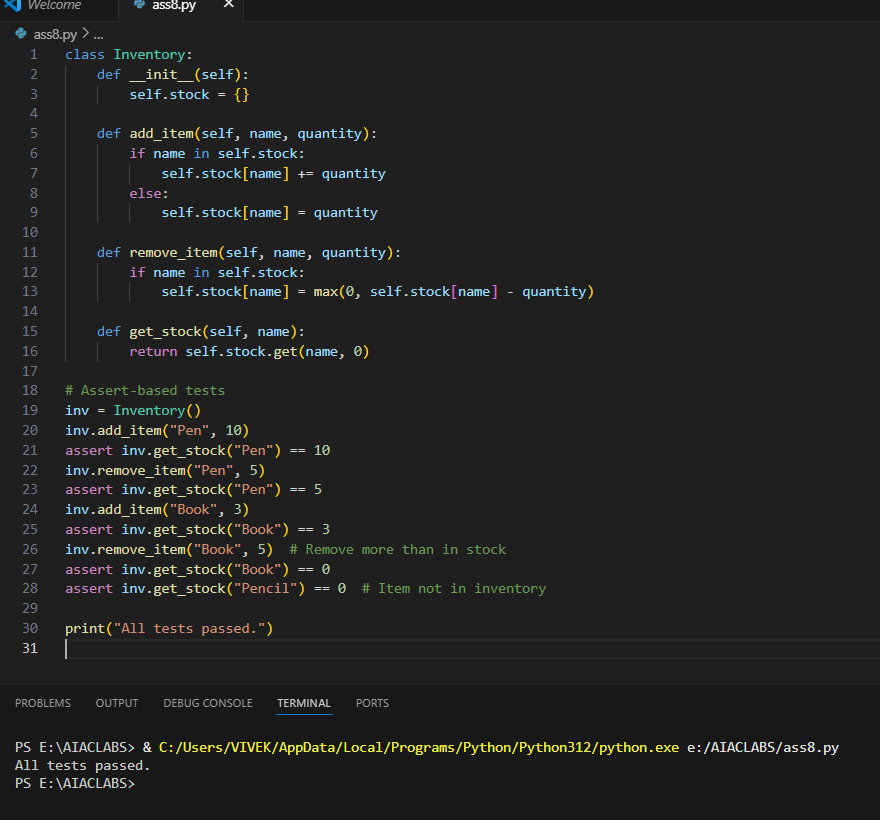 Welcome
ass8.py
ass8.py > ...
1 class Inventory:
2     def __init__(self):
3         self.stock = {}
4
5     def add_item(self, name, quantity):
6         if name in self.stock:
7             self.stock[name] += quantity
8         else:
9             self.stock[name] = quantity
10
11     def remove_item(self, name, quantity):
12         if name in self.stock:
13             self.stock[name] = max(0, self.stock[name] - quantity)
14
15     def get_stock(self, name):
16         return self.stock.get(name, 0)
17
18 # Assert-based tests
19 inv = Inventory()
20 inv.add_item("Pen", 10)
21 assert inv.get_stock("Pen") == 10
22 inv.remove_item("Pen", 5)
23 assert inv.get_stock("Pen") == 5
24 inv.add_item("Book", 3)
25 assert inv.get_stock("Book") == 3
26 inv.remove_item("Book", 5)  # Remove more than in stock
27 assert inv.get_stock("Book") == 0
28 assert inv.get_stock("Pencil") == 0  # Item not in inventory
29
30 print("All tests passed.")
31
PROBLEMS OUTPUT DEBUG CONSOLE TERMINAL PORTS
PS E:\AIACLABS> & C:/Users/VIVEK/AppData/Local/Programs/Python/Python312/python.exe e:/AIACLABS/ass8.py
All tests passed.
PS E:\AIACLABS>